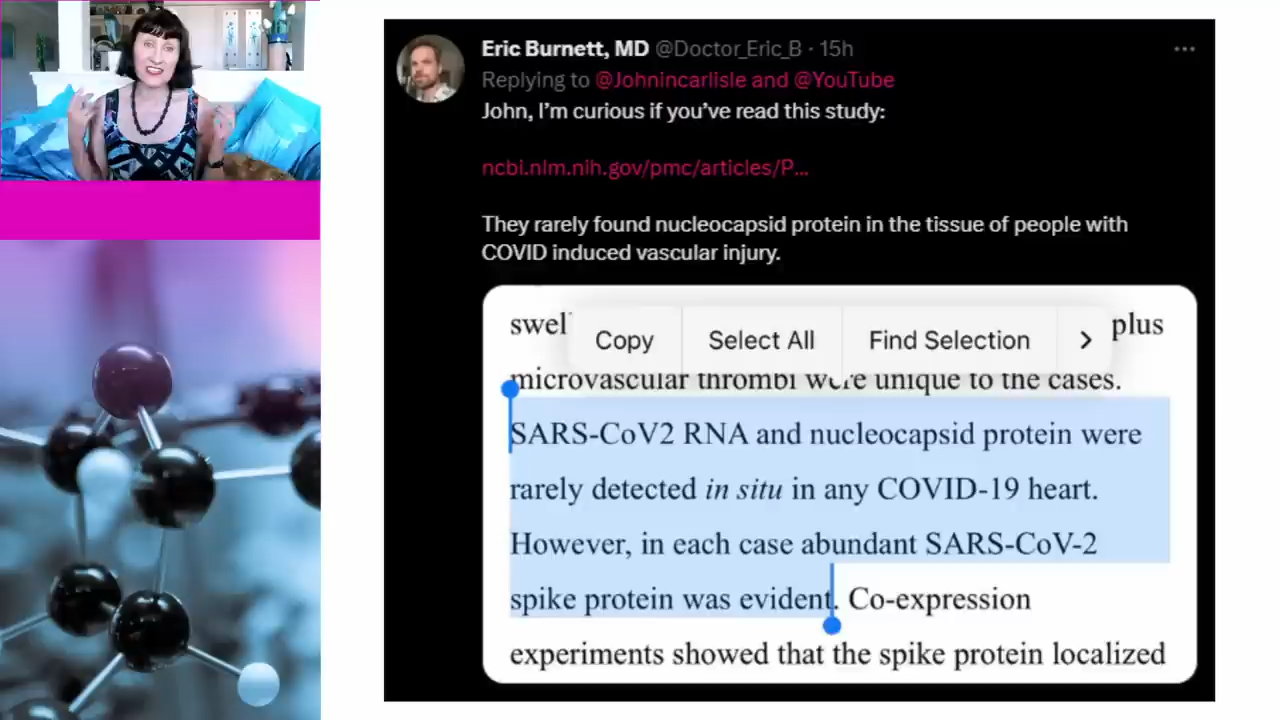 Eric Burnett, MD @Doctor_Eric_B · 15h
Replying to @Johnincarlisle and @YouTube
John, I'm curious if you've read this study:
ncbi.nlm.nih.gov/pmc/articles/P...
They rarely found nucleocapsid protein in the tissue of people with
COVID induced vascular injury.
Copy Select All Find Selection
plus
microvascular thrombi were unique to the cases.
SARS-CoV2 RNA and nucleocapsid protein were
rarely detected in situ in any COVID-19 heart.
However, in each case abundant SARS-CoV-2
spike protein was evident. Co-expression
experiments showed that the spike protein localized